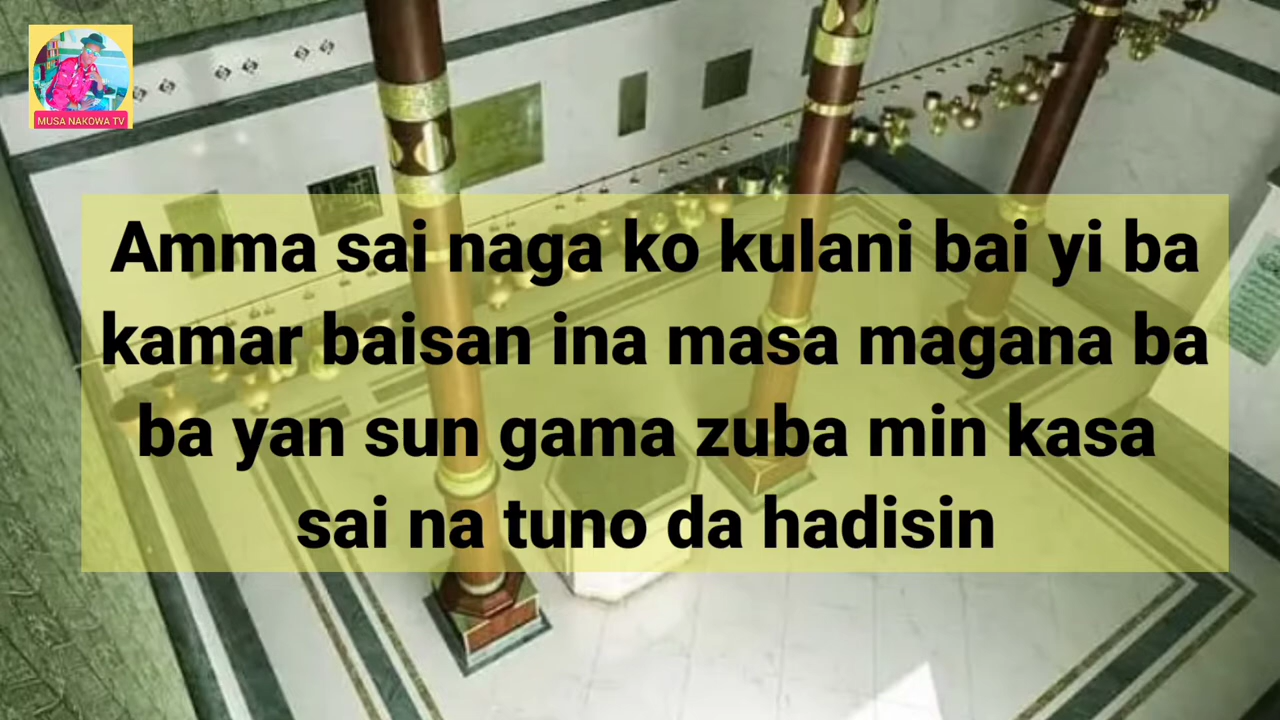 MUSA NAKOWA TV
Amma sai naga ko kulani bai yi ba
kamar baisan ina masa magana ba
ba yan sun gama zuba min kasa
sai na tuno da hadisin